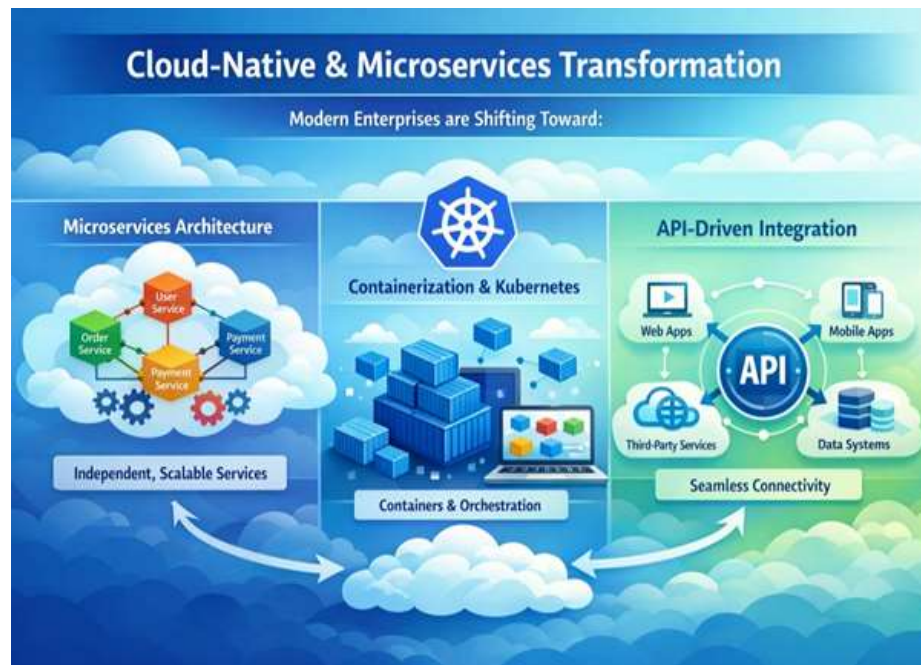 Cloud-Native & Microservices Transformation
Modern Enterprises are Shifting Toward:
Microservices Architecture
User
Service
Order
Service
Payment
Service
Payment
Service
Independent, Scalable Services
Containerization & Kubernetes
Containers & Orchestration
API-Driven Integration
Web Apps
Mobile Apps
API
Third-Party Services
Data Systems
Seamless Connectivity